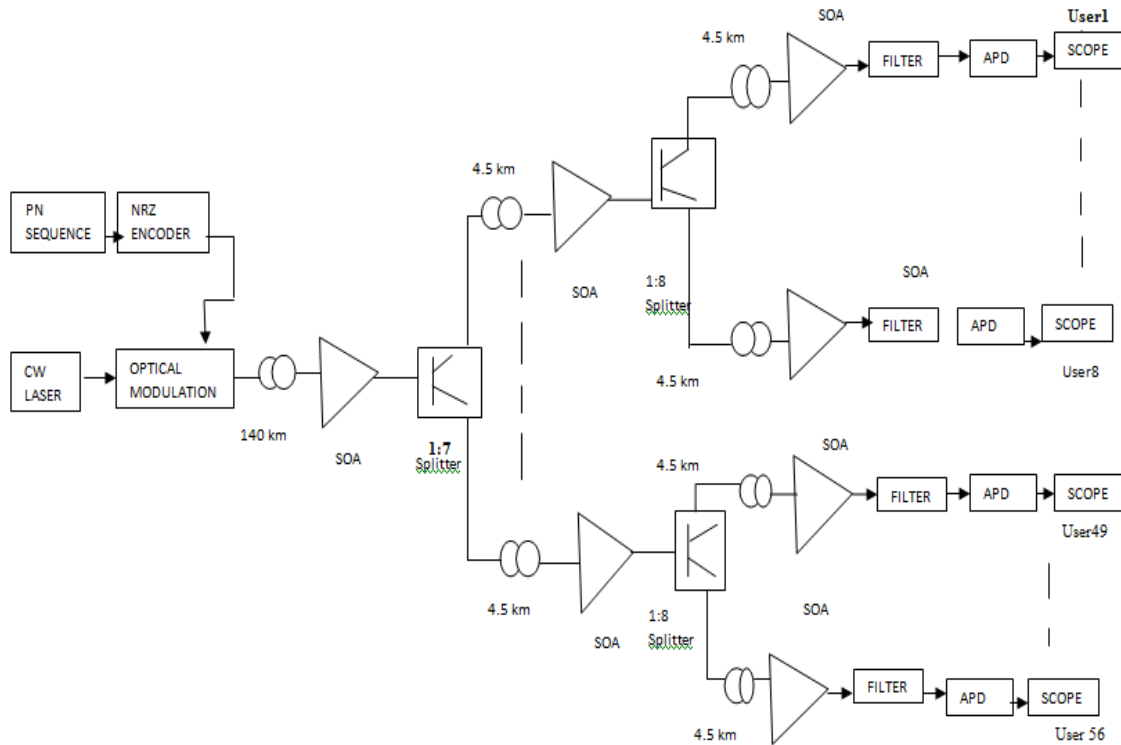 SOA
User1
4.5 km
FILTER
APD
SCOPE
4.5 km
PN
SEQUENCE
NRZ
ENCODER
SOA
1:8
Splitter
SOA
FILTER
APD
SCOPE
User8
4.5 km
CW
LASER
OPTICAL
MODULATION
140 km
SOA
1:7
Splitter
4.5 km
SOA
FILTER
APD
SCOPE
User49
4.5 km
SOA
1:8
Splitter
SOA
FILTER
APD
SCOPE
4.5 km
User 56